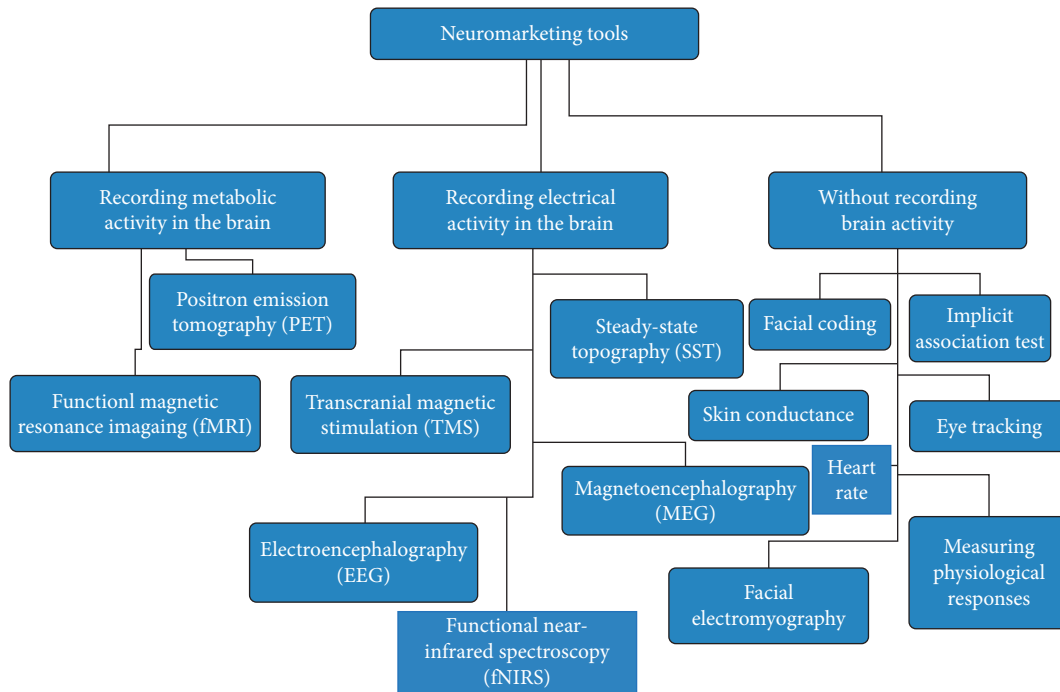 Neuromarketing tools
Recording metabolic
activity in the brain
Recording electrical
activity in the brain
Without recording
brain activity
Positron emission
tomography (PET)
Functionl magnetic
resonance imagaing (fMRI)
Steady-state
topography (SST)
Transcranial magnetic
stimulation (TMS)
Magnetoencephalography
(MEG)
Electroencephalography
(EEG)
Functional near-
infrared spectroscopy
(fNIRS)
Facial coding
Implicit
association test
Skin conductance
Eye tracking
Heart
rate
Measuring
physiological
responses
Facial
electromyography